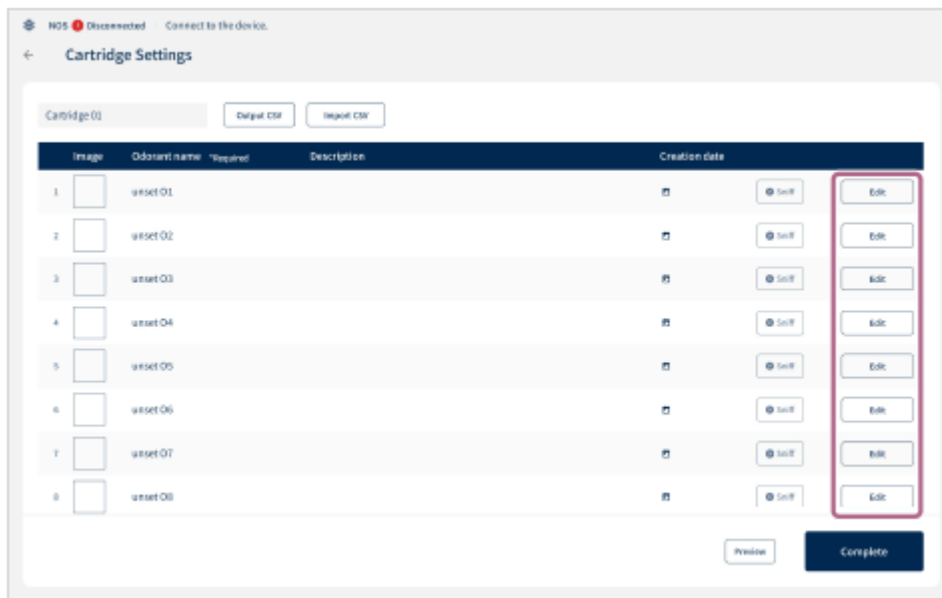 NOS Disconnected Connect to the device.
← Cartridge Settings
Cartridge 01 Output CSV Import CSV
Image Odorant name *Required Description Creation date
1 unset 01 Sniff Edit
2 unset 02 Sniff Edit
3 unset 03 Sniff Edit
4 unset 04 Sniff Edit
5 unset 05 Sniff Edit
6 unset 06 Sniff Edit
7 unset 07 Sniff Edit
8 unset 08 Sniff Edit
Preview Complete